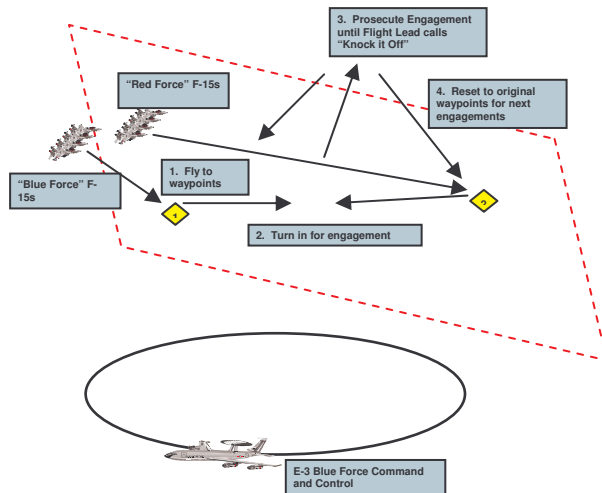 3. Prosecute Engagement
until Flight Lead calls
“Knock it Off”
“Red Force” F-15s
4. Reset to original
waypoints for next
engagements
1. Fly to
waypoints
“Blue Force” F-
15s
2. Turn in for engagement
E-3 Blue Force Command
and Control